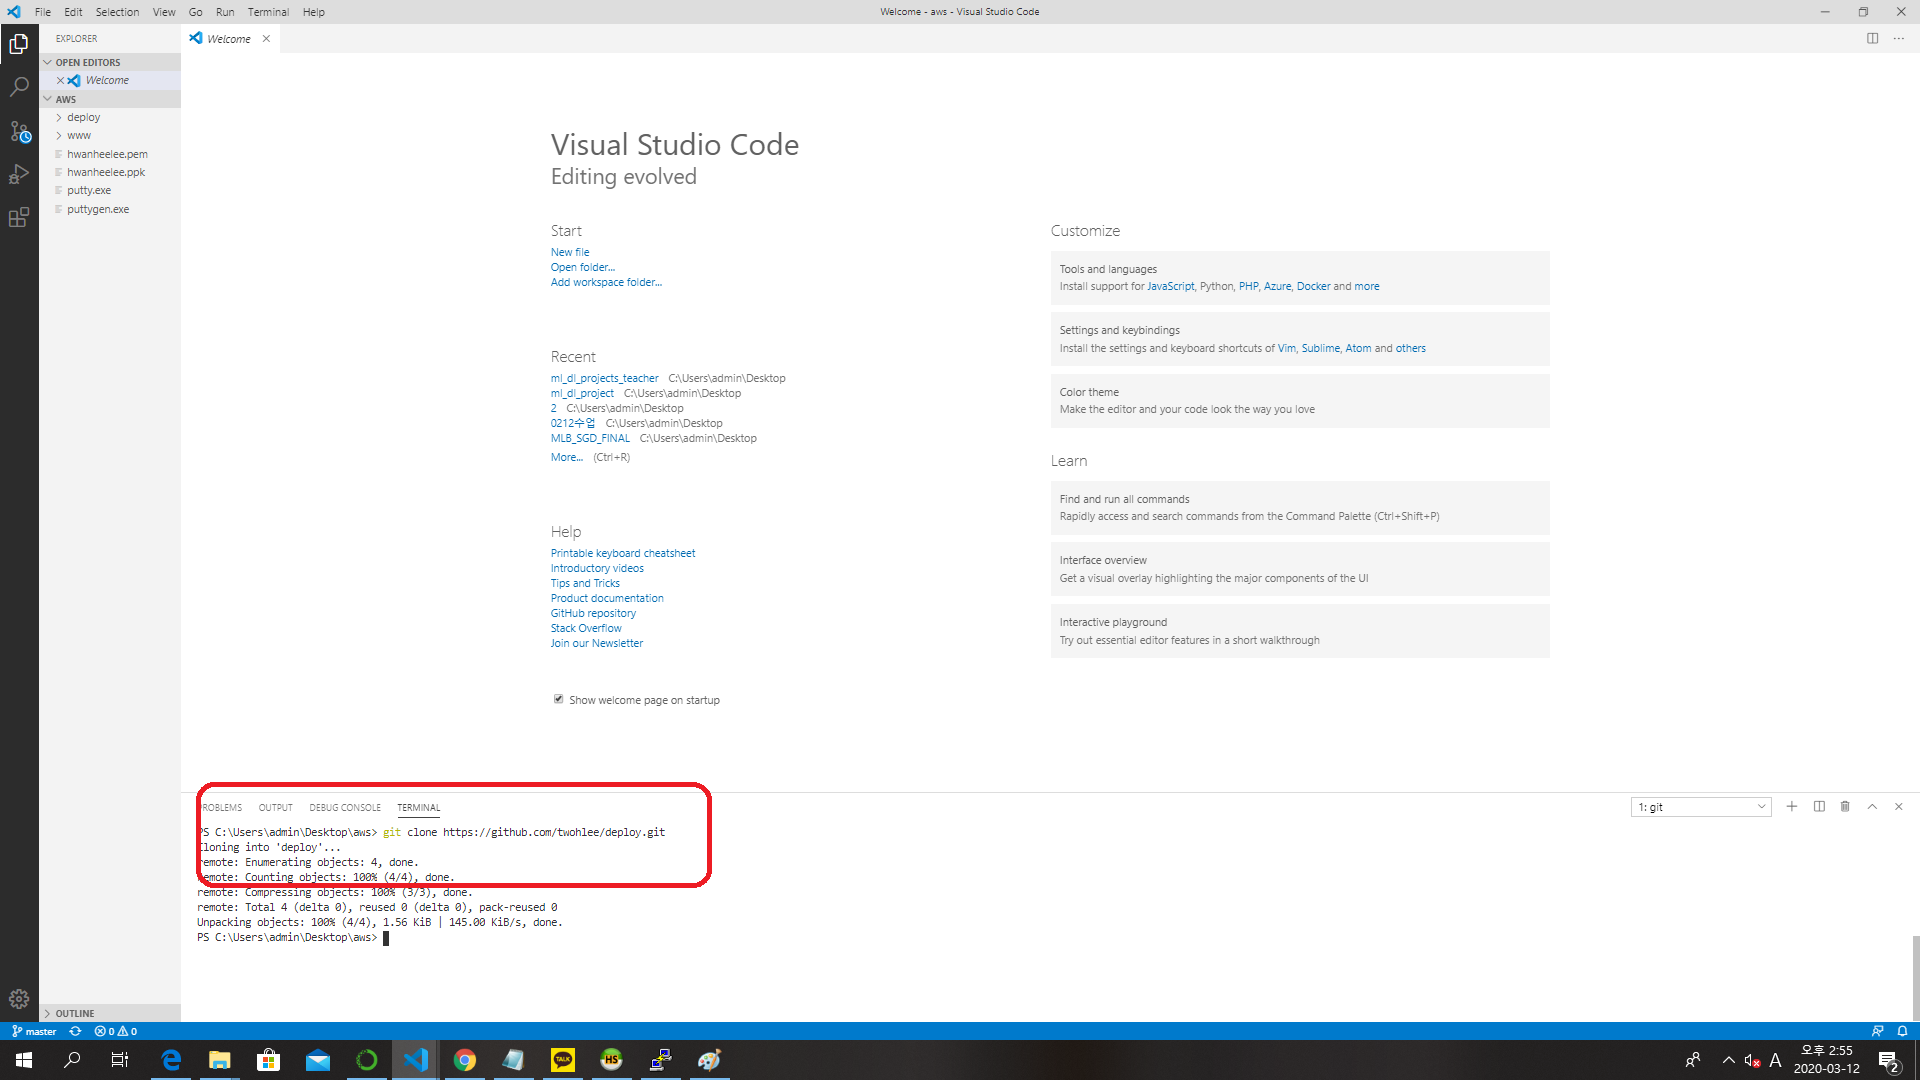 File Edit Selection View Go Run Terminal Help
Welcome - aws - Visual Studio Code
EXPLORER
Welcome
OPEN EDITORS
Welcome
AWS
deploy
www
hwanheelee.pem
hwanheelee.ppk
putty.exe
puttygen.exe
OUTLINE
Visual Studio Code
Editing evolved
Start
New file
Open folder...
Add workspace folder...
Recent
ml_dl_projects_teacher C:\Users\admin\Desktop
ml_dl_project C:\Users\admin\Desktop
2 C:\Users\admin\Desktop
0212수업 C:\Users\admin\Desktop
MLB_SGD_FINAL C:\Users\admin\Desktop
More... (Ctrl+R)
Help
Printable keyboard cheatsheet
Introductory videos
Tips and Tricks
Product documentation
GitHub repository
Stack Overflow
Join our Newsletter
Show welcome page on startup
Customize
Tools and languages
Install support for JavaScript, Python, PHP, Azure, Docker and more
Settings and keybindings
Install the settings and keyboard shortcuts of Vim, Sublime, Atom and others
Color theme
Make the editor and your code look the way you love
Learn
Find and run all commands
Rapidly access and search commands from the Command Palette (Ctrl+Shift+P)
Interface overview
Get a visual overlay highlighting the major components of the UI
Interactive playground
Try out essential editor features in a short walkthrough
PROBLEMS OUTPUT DEBUG CONSOLE TERMINAL
1: git
PS C:\Users\admin\Desktop\aws> git clone https://github.com/twohlee/deploy.git
Cloning into 'deploy'...
remote: Enumerating objects: 4, done.
remote: Counting objects: 100% (4/4), done.
remote: Compressing objects: 100% (3/3), done.
remote: Total 4 (delta 0), reused 0 (delta 0), pack-reused 0
Unpacking objects: 100% (4/4), 1.56 KiB | 145.00 KiB/s, done.
PS C:\Users\admin\Desktop\aws>
master 0 0
TALK
HS
A
오후 2:55
2020-03-12
2